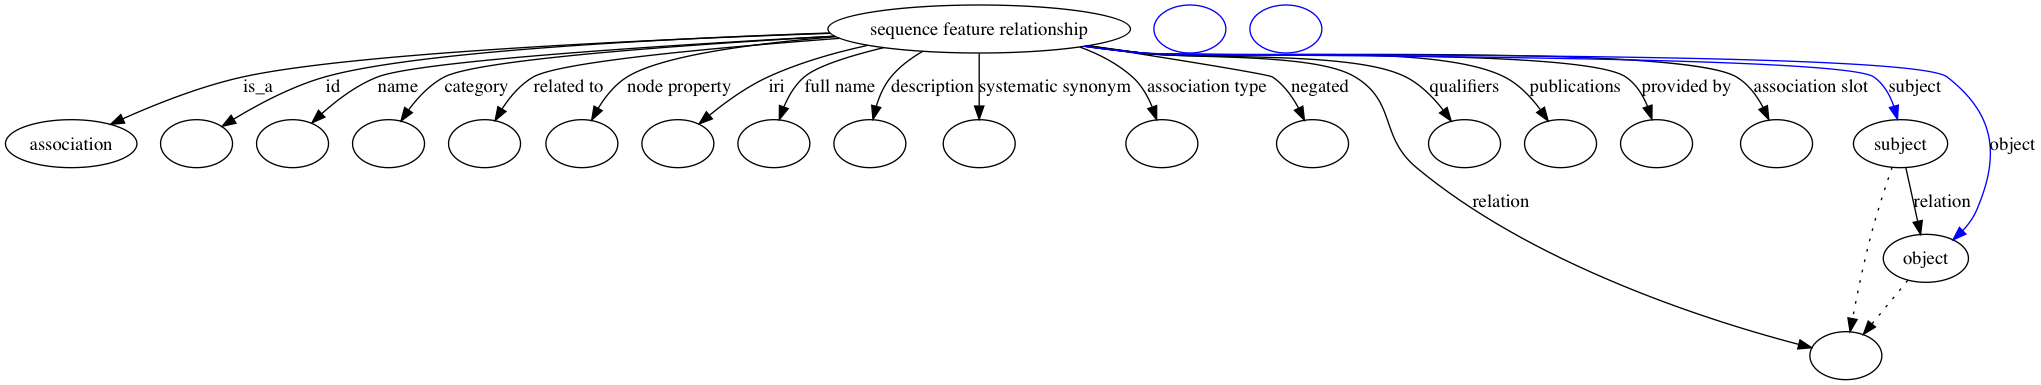 sequence feature relationship
is_a
id
name
category
related to
node property
iri
full name
description
systematic synonym
association type
negated
qualifiers
publications
provided by
association slot
subject
association
subject
object
relation
relation
object